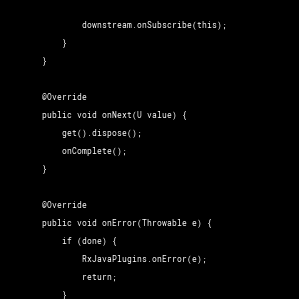 downstream.onSubscribe(this);
}
}
@Override
public void onNext(U value) {
get().dispose();
onComplete();
}
@Override
public void onError(Throwable e) {
if (done) {
RxJavaPlugins.onError(e);
return;
}